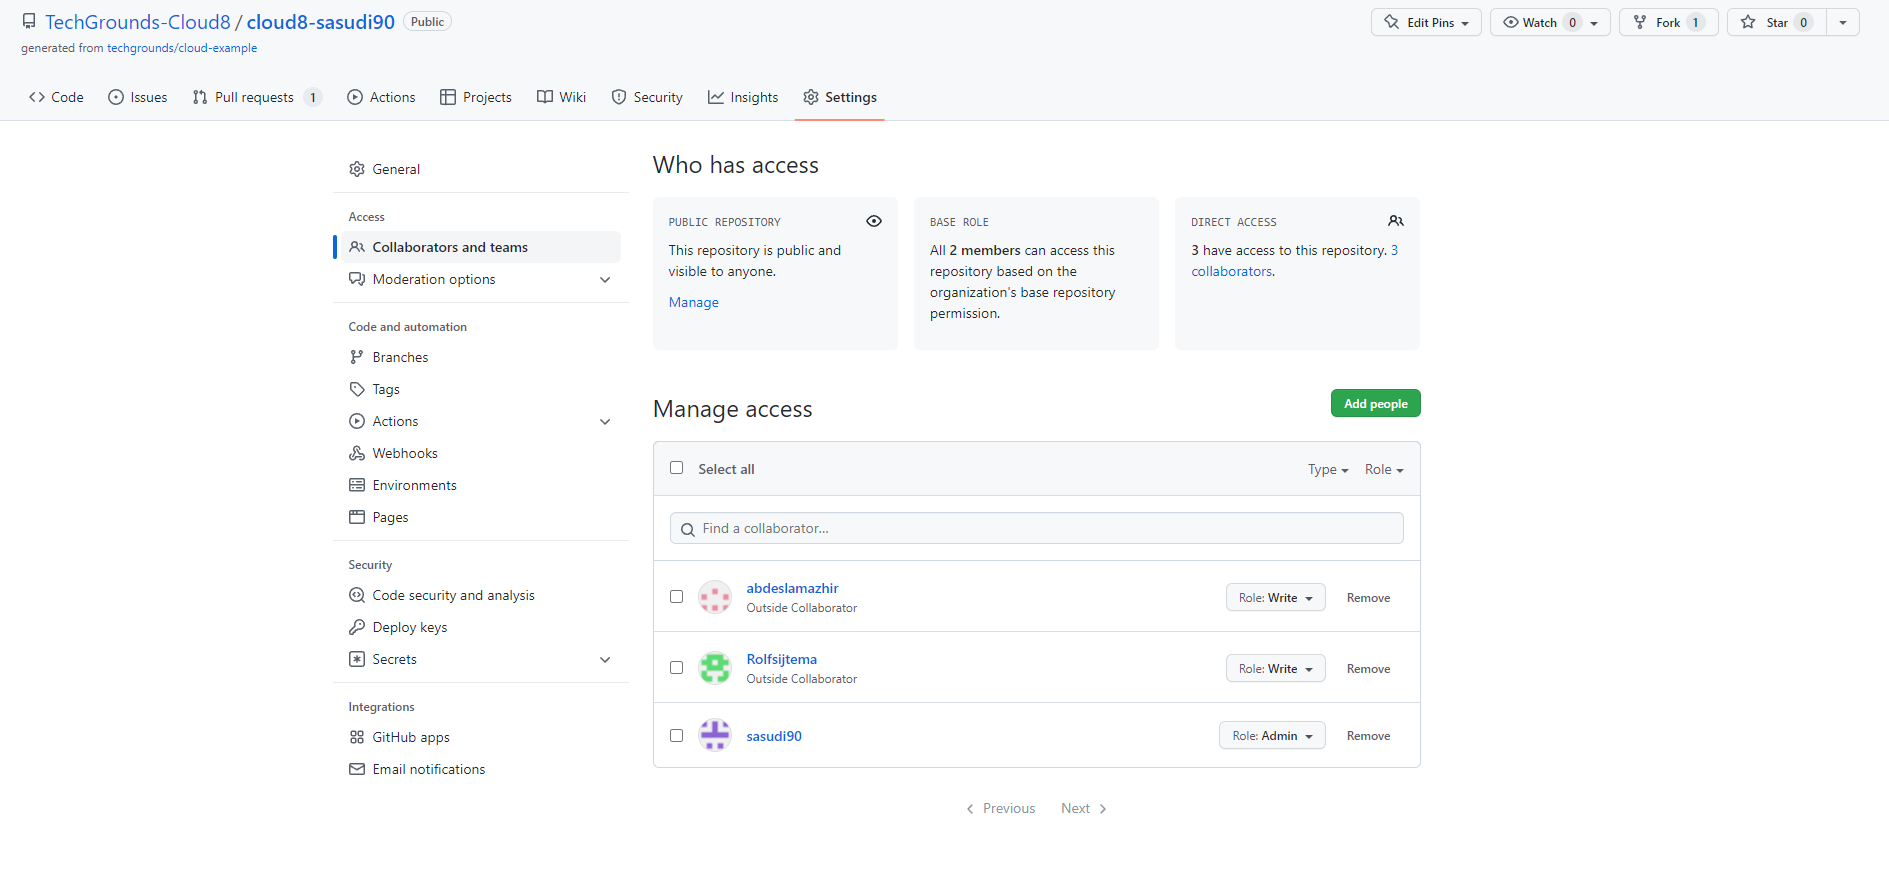 TechGrounds-Cloud8 / cloud8-sasudi90 Public
Edit Pins Watch 0 Fork 1 Star 0
generated from techgrounds/cloud-example
Code Issues Pull requests 1 Actions Projects Wiki Security Insights Settings
General
Access
Collaborators and teams
Moderation options
Code and automation
Branches
Tags
Actions
Webhooks
Environments
Pages
Security
Code security and analysis
Deploy keys
Secrets
Integrations
GitHub apps
Email notifications
Who has access
PUBLIC REPOSITORY
This repository is public and
visible to anyone.
Manage
BASE ROLE
All 2 members can access this
repository based on the
organization's base repository
permission.
DIRECT ACCESS
3 have access to this repository. 3
collaborators.
Manage access
Add people
Select all Type Role
Find a collaborator...
abdeslamazhir
Outside Collaborator
Role: Write Remove
Rolfsijtema
Outside Collaborator
Role: Write Remove
sasudi90
Role: Admin Remove
Previous Next